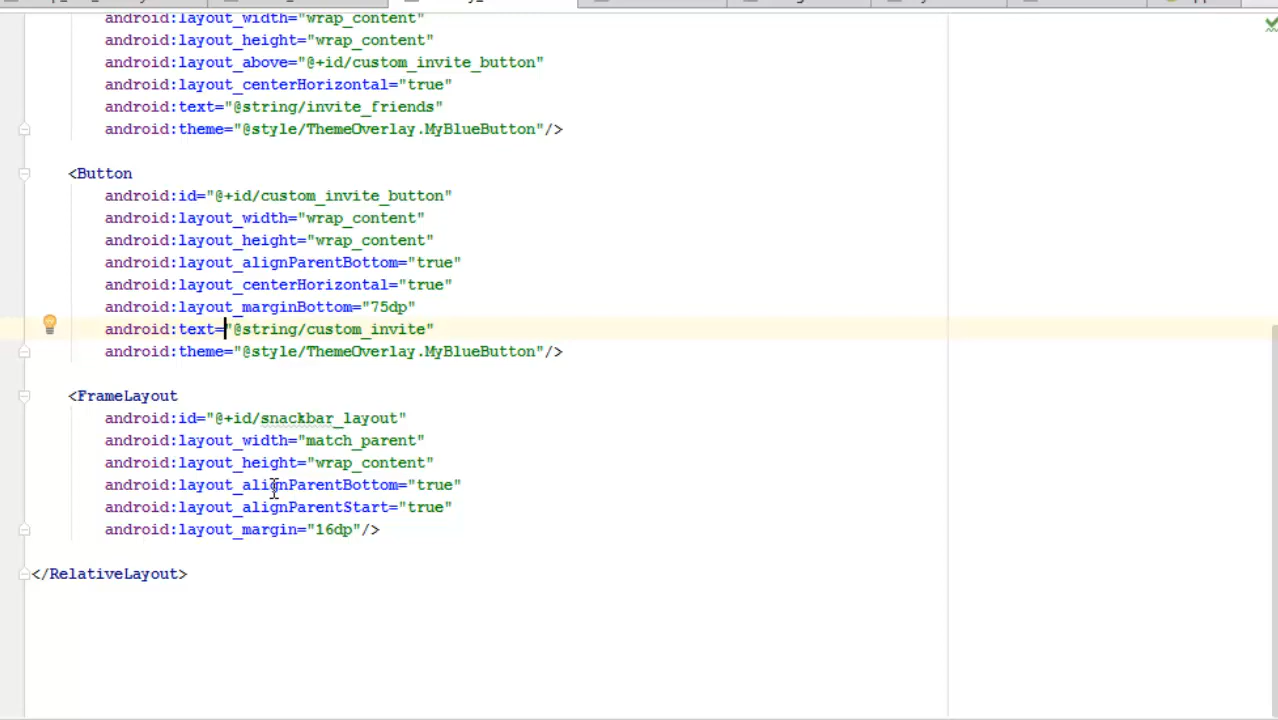 android:layout_width="wrap_content"
android:layout_height="wrap_content"
android:layout_above="@+id/custom_invite_button"
android:layout_centerHorizontal="true"
android:text="@string/invite_friends"
android:theme="@style/ThemeOverlay.MyBlueButton"/>
<Button
android:id="@+id/custom_invite_button"
android:layout_width="wrap_content"
android:layout_height="wrap_content"
android:layout_alignParentBottom="true"
android:layout_centerHorizontal="true"
android:layout_marginBottom="75dp"
android:text="@string/custom_invite"
android:theme="@style/ThemeOverlay.MyBlueButton"/>
<FrameLayout
android:id="@+id/snackbar_layout"
android:layout_width="match_parent"
android:layout_height="wrap_content"
android:layout_alignParentBottom="true"
android:layout_alignParentStart="true"
android:layout_margin="16dp"/>
</RelativeLayout>